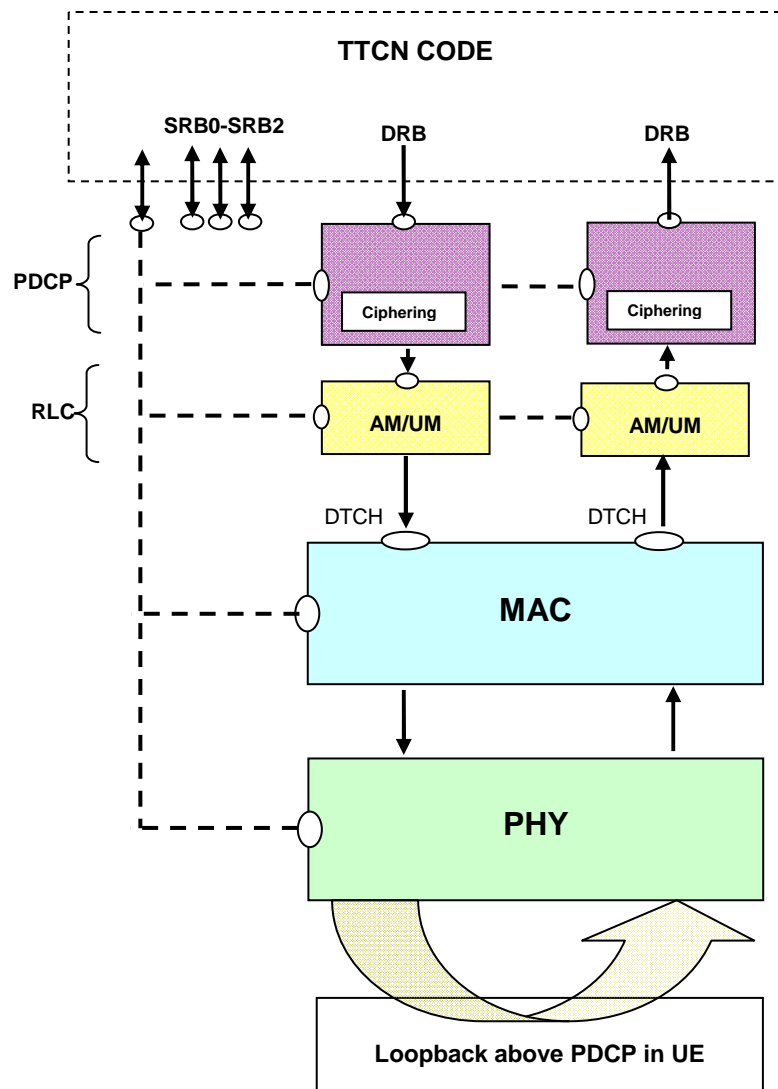 TTCN CODE
SRB0-SRB2
DRB
DRB
PDCP
Ciphering
Ciphering
RLC
AM/UM
AM/UM
DTCH
DTCH
MAC
PHY
Loopback above PDCP in UE